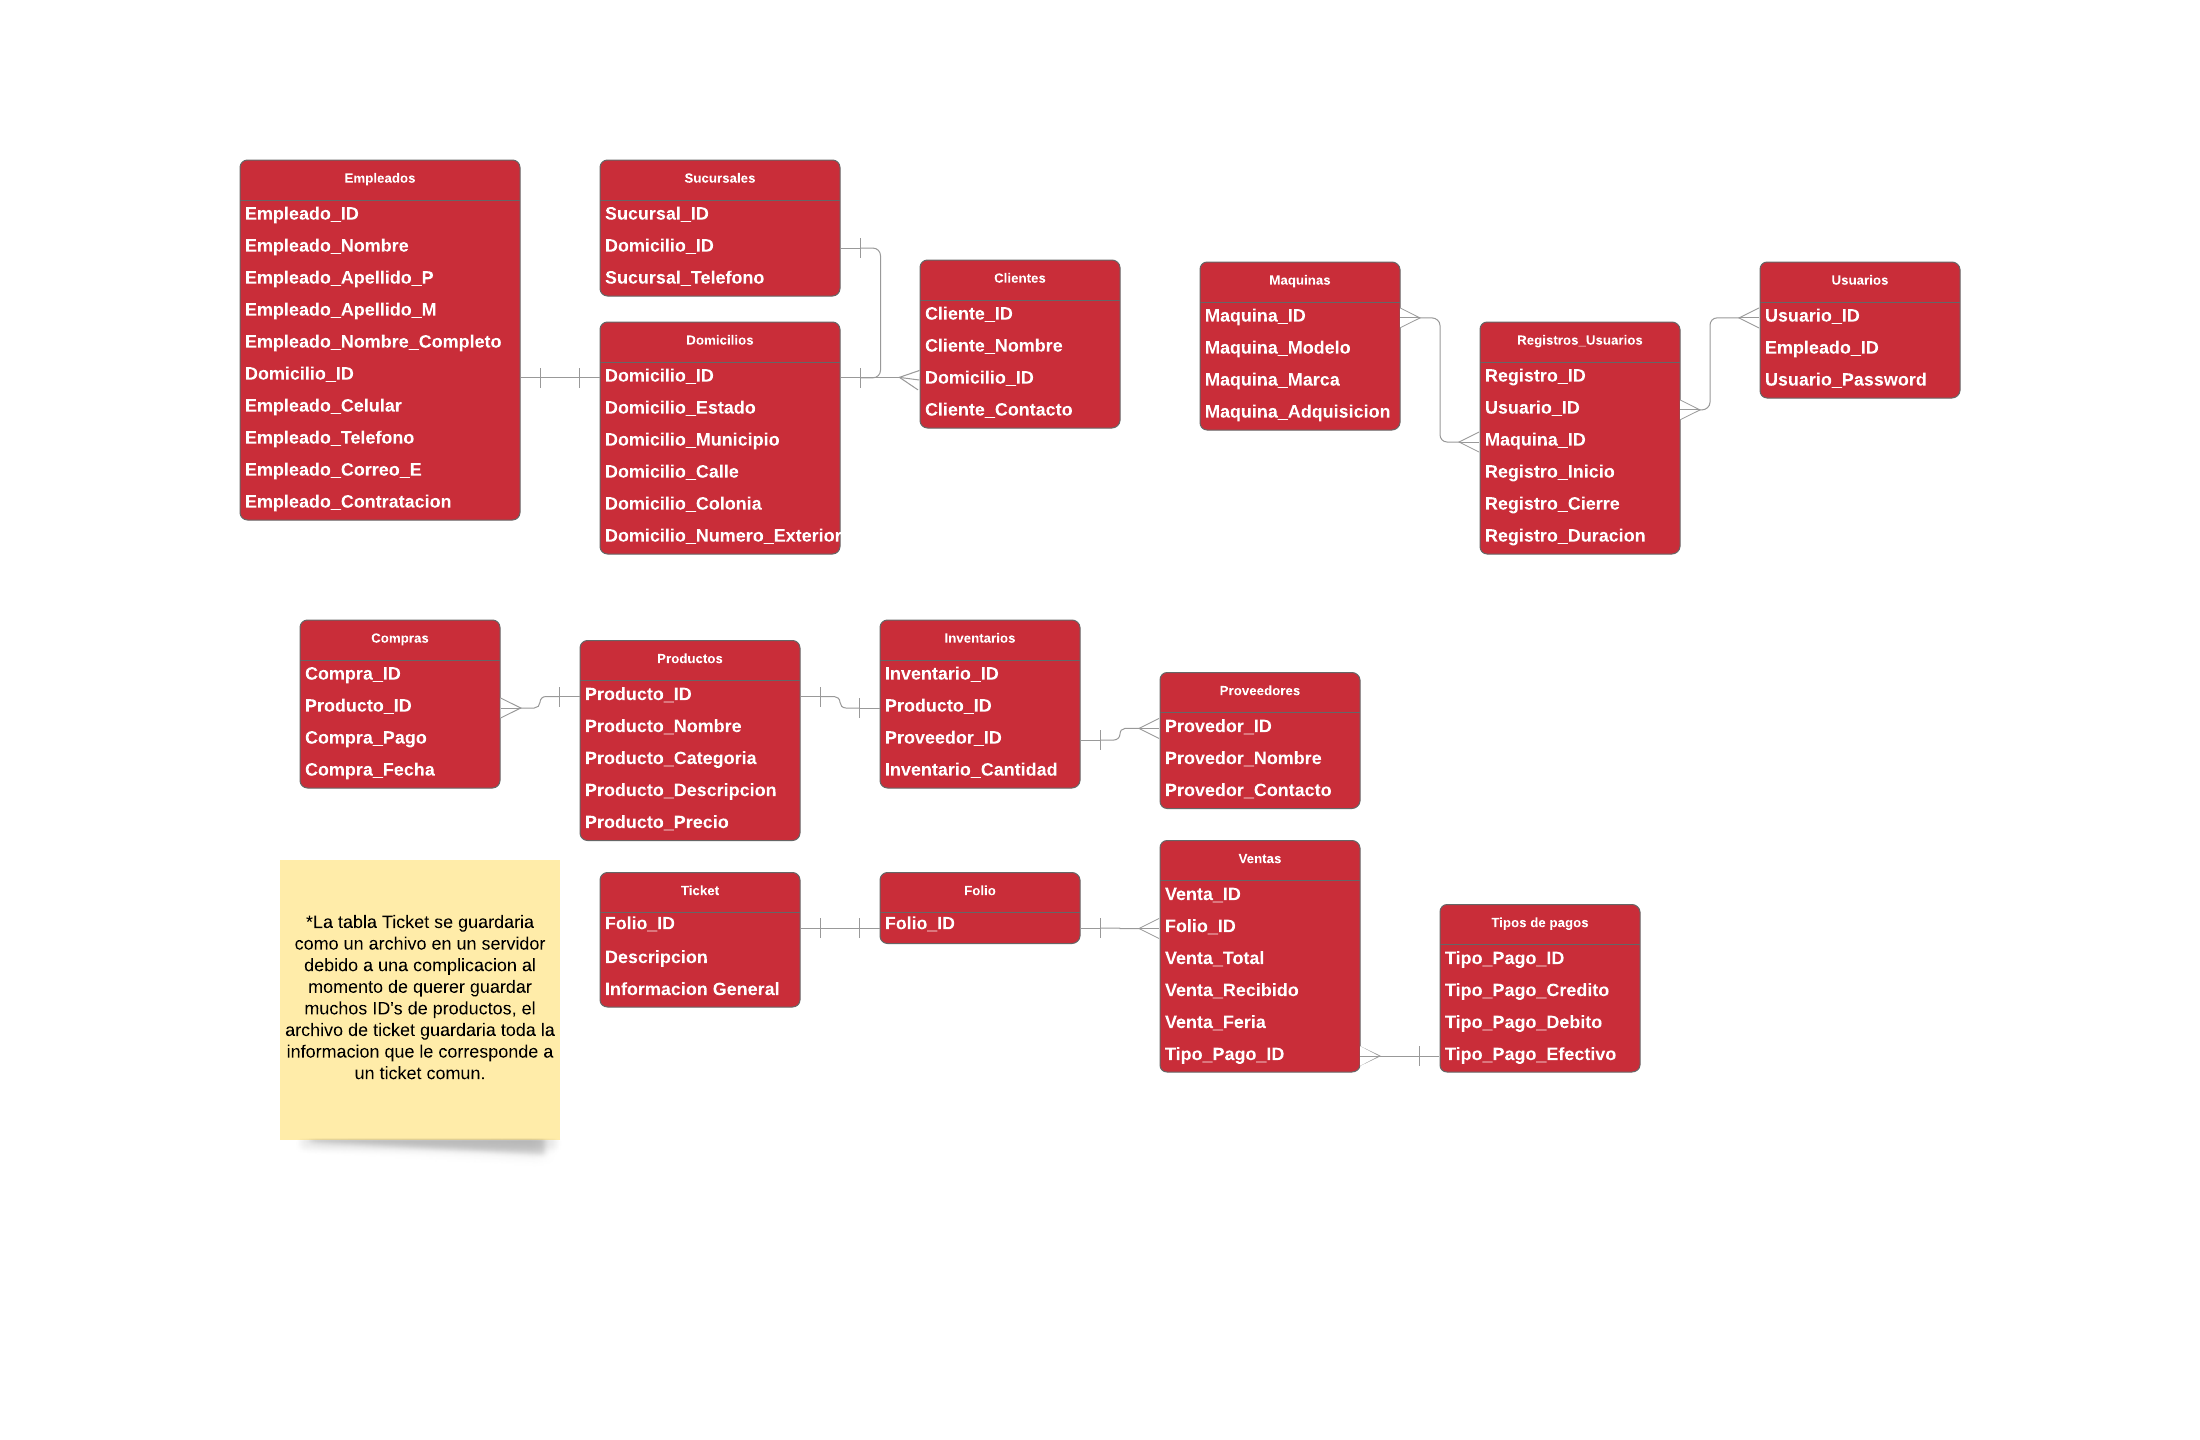 Empleados
Empleado_ID
Empleado_Nombre
Empleado_Apellido_P
Empleado_Apellido_M
Empleado_Nombre_Completo
Domicilio_ID
Empleado_Celular
Empleado_Telefono
Empleado_Correo_E
Empleado_Contratacion
Sucursales
Sucursal_ID
Domicilio_ID
Sucursal_Telefono
Domicilios
Domicilio_ID
Domicilio_Estado
Domicilio_Municipio
Domicilio_Calle
Domicilio_Colonia
Domicilio_Numero_Exterior
Clientes
Cliente_ID
Cliente_Nombre
Domicilio_ID
Cliente_Contacto
Maquinas
Maquina_ID
Maquina_Modelo
Maquina_Marca
Maquina_Adquisicion
Registros_Usuarios
Registro_ID
Usuario_ID
Maquina_ID
Registro_Inicio
Registro_Cierre
Registro_Duracion
Usuarios
Usuario_ID
Empleado_ID
Usuario_Password
Compras
Compra_ID
Producto_ID
Compra_Pago
Compra_Fecha
Productos
Producto_ID
Producto_Nombre
Producto_Categoria
Producto_Descripcion
Producto_Precio
Inventarios
Inventario_ID
Producto_ID
Proveedor_ID
Inventario_Cantidad
Proveedores
Provedor_ID
Provedor_Nombre
Provedor_Contacto
*La tabla Ticket se guardaria
como un archivo en un servidor
debido a una complicacion al
momento de querer guardar
muchos ID's de productos, el
archivo de ticket guardaria toda la
informacion que le corresponde a
un ticket comun.
Ticket
Folio_ID
Descripcion
Informacion General
Folio
Folio_ID
Ventas
Venta_ID
Folio_ID
Venta_Total
Venta_Recibido
Venta_Feria
Tipo_Pago_ID
Tipos de pagos
Tipo_Pago_ID
Tipo_Pago_Credito
Tipo_Pago_Debito
Tipo_Pago_Efectivo